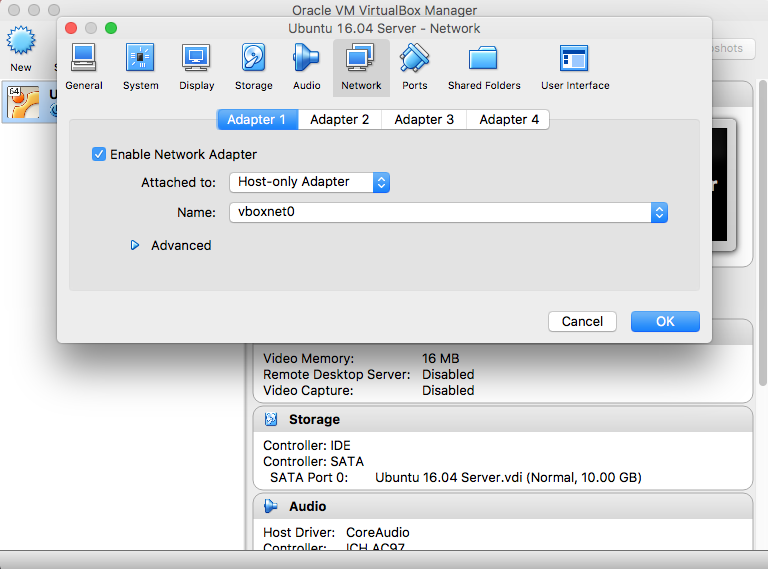 Oracle VM VirtualBox Manager
Ubuntu 16.04 Server - Network
New
General System Display Storage Audio Network Ports Shared Folders User Interface
64
Adapter 1 Adapter 2 Adapter 3 Adapter 4
Enable Network Adapter
Attached to: Host-only Adapter
Name: vboxnet0
Advanced
Cancel OK
Video Memory: 16 MB
Remote Desktop Server: Disabled
Video Capture: Disabled
Storage
Controller: IDE
Controller: SATA
SATA Port 0: Ubuntu 16.04 Server.vdi (Normal, 10.00 GB)
Audio
Host Driver: CoreAudio
Controller: ICH AC97